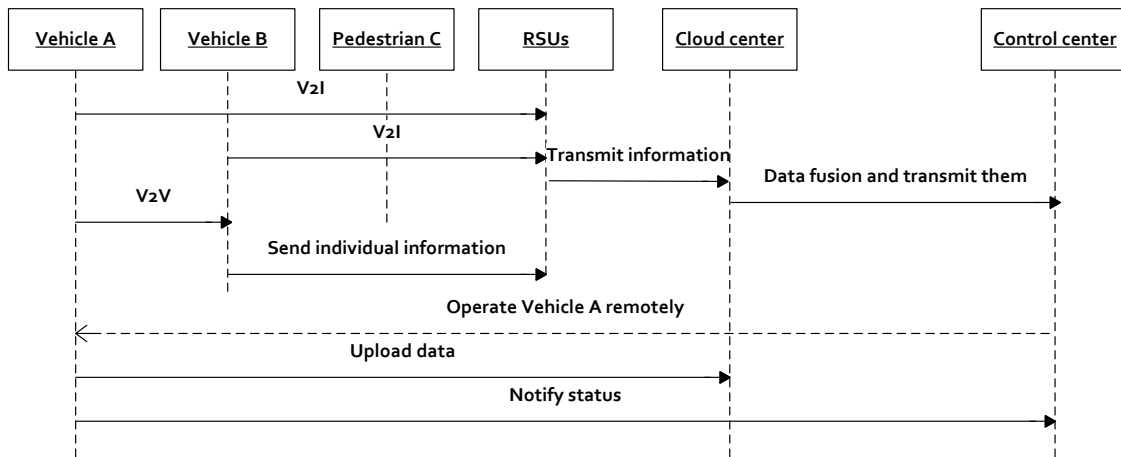 Vehicle A
Vehicle B
Pedestrian C
RSUs
Cloud center
Control center
V2I
V2I
Transmit information
Data fusion and transmit them
V2V
Send individual information
Operate Vehicle A remotely
Upload data
Notify status